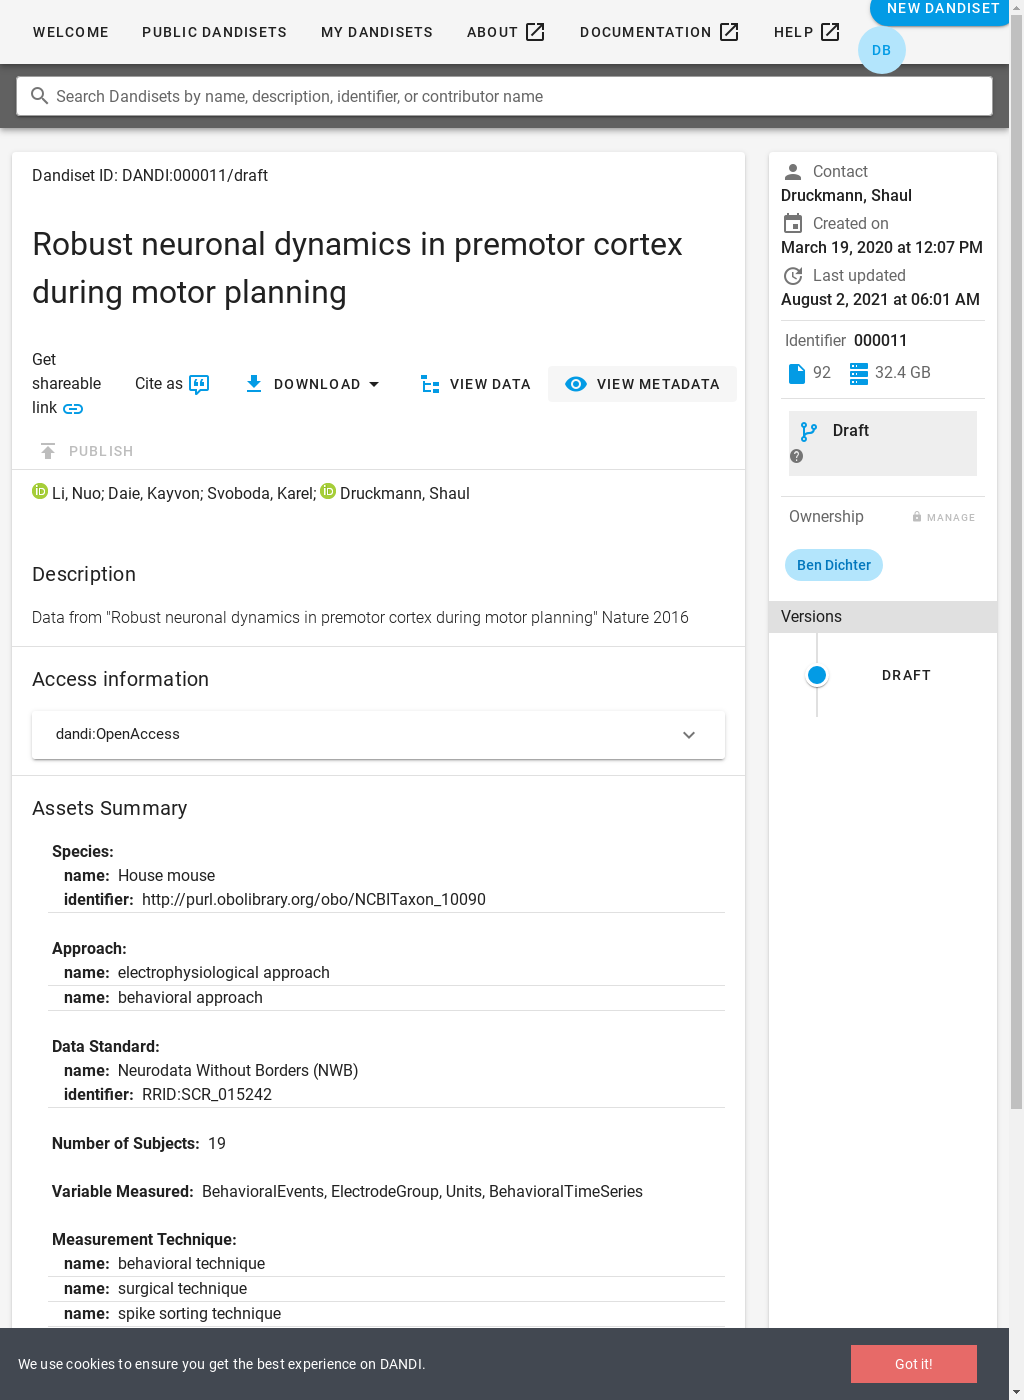 WELCOME PUBLIC DANDISETS MY DANDISETS ABOUT DOCUMENTATION HELP NEW DANDISET
DB
Search Dandisets by name, description, identifier, or contributor name
Dandiset ID: DANDI:000011/draft
Robust neuronal dynamics in premotor cortex
during motor planning
Get
shareable
link
Cite as
DOWNLOAD
VIEW DATA
VIEW METADATA
PUBLISH
Li, Nuo; Daie, Kayvon; Svoboda, Karel; Druckmann, Shaul
Description
Data from "Robust neuronal dynamics in premotor cortex during motor planning" Nature 2016
Access information
dandi:OpenAccess
Assets Summary
Species:
name: House mouse
identifier: http://purl.obolibrary.org/obo/NCBITaxon_10090
Approach:
name: electrophysiological approach
name: behavioral approach
Data Standard:
name: Neurodata Without Borders (NWB)
identifier: RRID:SCR_015242
Number of Subjects: 19
Variable Measured: BehavioralEvents, ElectrodeGroup, Units, BehavioralTimeSeries
Measurement Technique:
name: behavioral technique
name: surgical technique
name: spike sorting technique
Contact
Druckmann, Shaul
Created on
March 19, 2020 at 12:07 PM
Last updated
August 2, 2021 at 06:01 AM
Identifier 000011
92 32.4 GB
Draft
Ownership MANAGE
Ben Dichter
Versions
DRAFT
We use cookies to ensure you get the best experience on DANDI.
Got it!